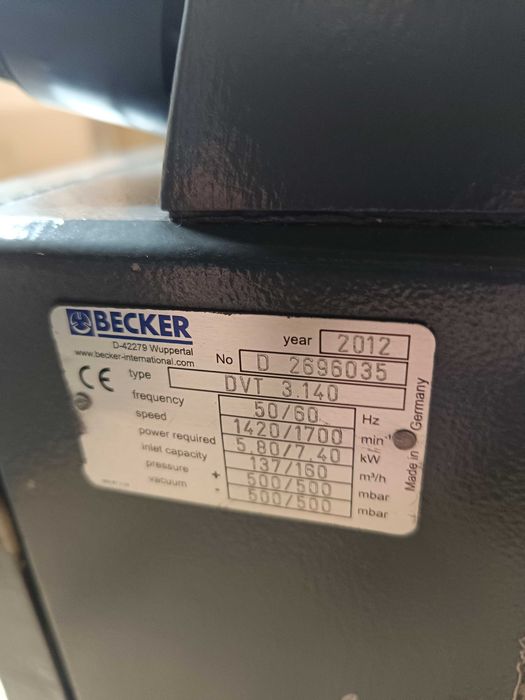 BECKER
D-42279 Wuppertal
www.becker-international.com
year 2012
No D 2696035
CE type DVT 3.140
frequency 50/60 Hz
speed 1420/1700 min⁻¹
power required 5.80/7.40 kW
inlet capacity 137/160 m³/h
pressure + 500/500 mbar
vacuum - 500/500 mbar
Made in Germany